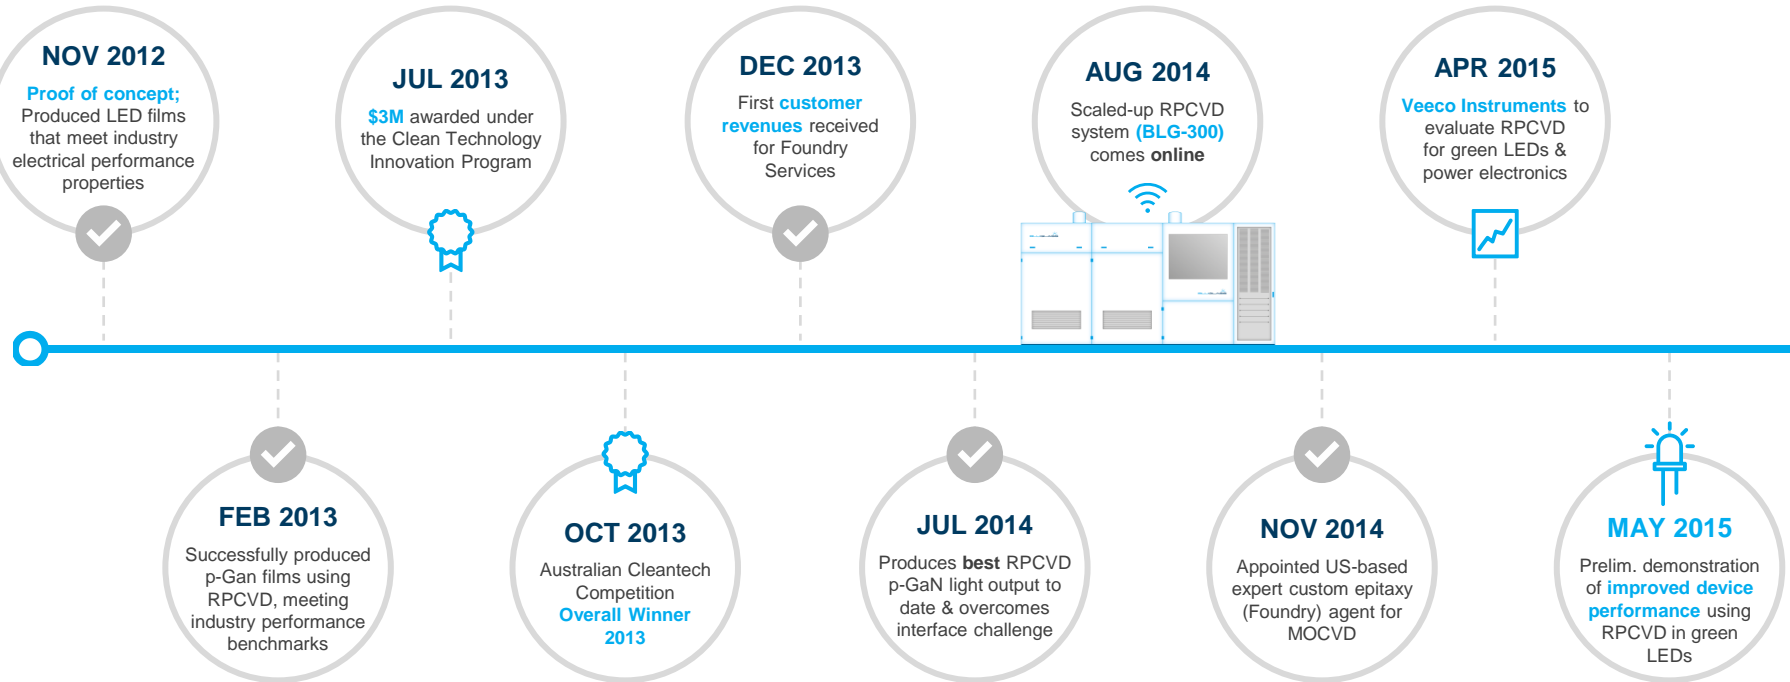 NOV 2012
Proof of concept;
Produced LED films
that meet industry
electrical performance
properties
JUL 2013
$3M awarded under
the Clean Technology
Innovation Program
DEC 2013
First customer
revenues received
for Foundry
Services
AUG 2014
Scaled-up RPCVD
system (BLG-300)
comes online
APR 2015
Veeco Instruments to
evaluate RPCVD
for green LEDs &
power electronics
FEB 2013
Successfully produced
p-Gan films using
RPCVD, meeting
industry performance
benchmarks
OCT 2013
Australian Cleantech
Competition
Overall Winner
2013
JUL 2014
Produces best RPCVD
p-GaN light output to
date & overcomes
interface challenge
NOV 2014
Appointed US-based
expert custom epitaxy
(Foundry) agent for
MOCVD
MAY 2015
Prelim. demonstration
of improved device
performance using
RPCVD in green
LEDs